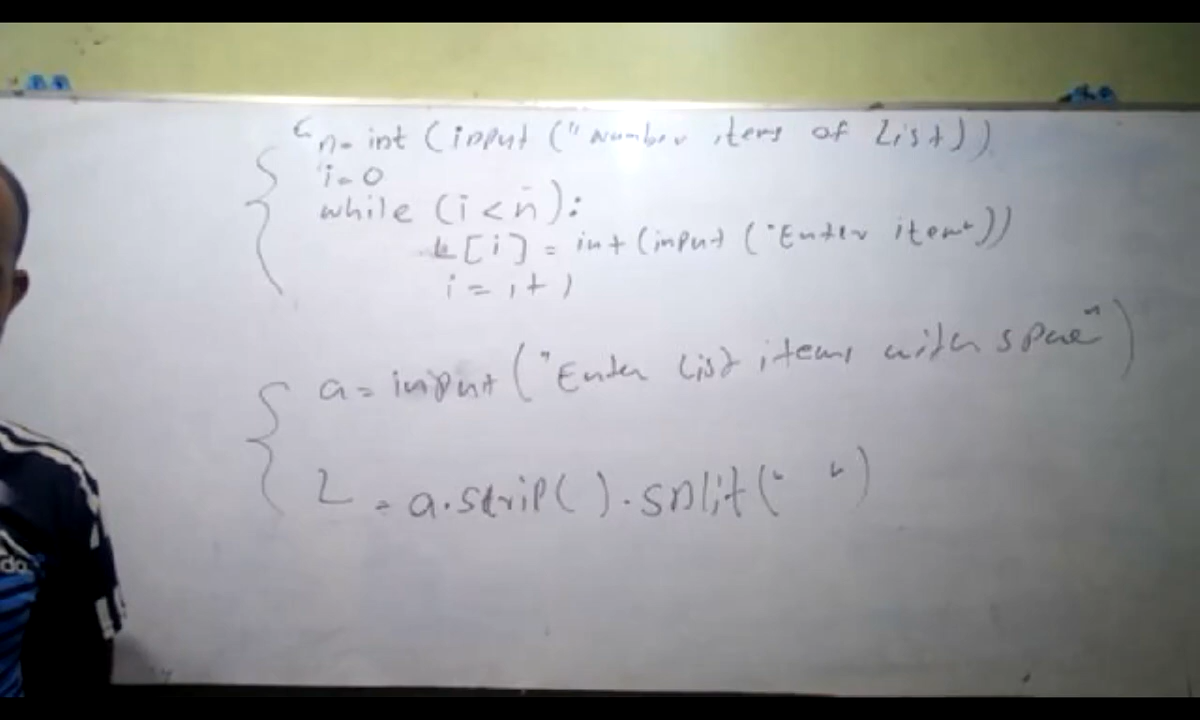 n= int (input ("Number items of List))
i=0
while (i<n):
L[i] = int (input ("Enter item"))
i = i+1
a= input ("Enter List items with space")
L = a.strip().split(" ")